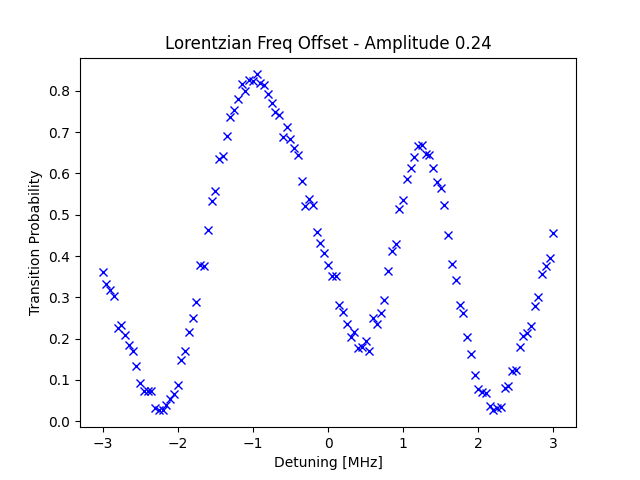 Lorentzian Freq Offset - Amplitude 0.24
Transition Probability
0.8
0.7
0.6
0.5
0.4
0.3
0.2
0.1
0.0
−3 −2 −1 0 1 2 3
Detuning [MHz]